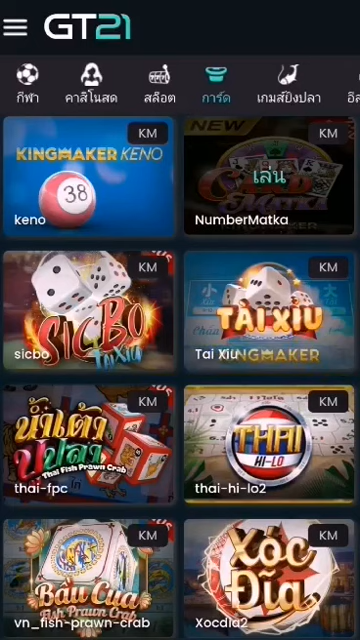 GT21
กีฬา คาสิโนสด สล็อต การ์ด เกมส์ยิงปลา
KM
KINGMAKER KENO
38
keno
NEW
KM
เล่น
NumberMatka
KM
SICBO
Tài Xỉu
sicbo
KM
TÀI XỈU
KINGMAKER
Tai Xiu
KM
น้ำเต้า
ปูปลา
Thai Fish Prawn Crab
thai-fpc
KM
THAI
HI-LO
thai-hi-lo2
KM
Bầu Cua
Fish Prawn Crab
vn_fish-prawn-crab
KM
Xóc
Đĩa
Xocdia2